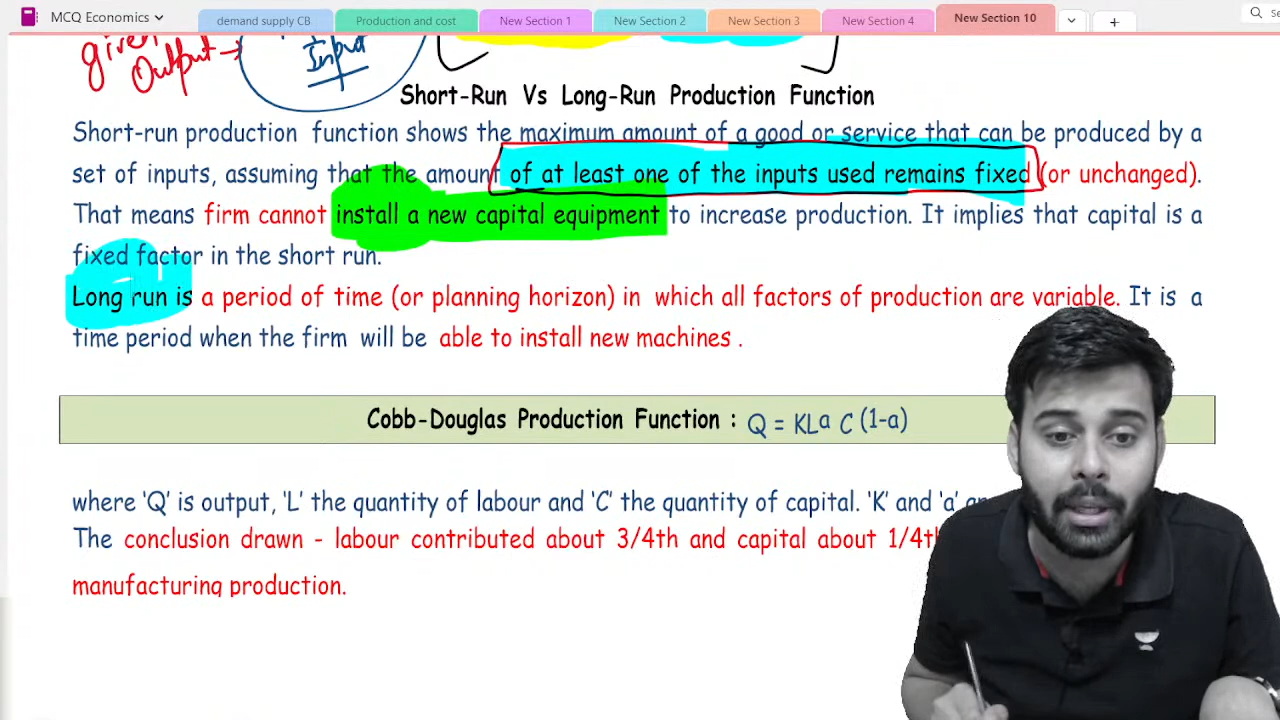 MCQ Economics
demand supply CB
Production and cost
New Section 1
New Section 2
New Section 3
New Section 4
New Section 10
given
Output
Input
Short-Run Vs Long-Run Production Function
Short-run production function shows the maximum amount of a good or service that can be produced by a
set of inputs, assuming that the amount of at least one of the inputs used remains fixed (or unchanged).
That means firm cannot install a new capital equipment to increase production. It implies that capital is a
fixed factor in the short run.
Long run is a period of time (or planning horizon) in which all factors of production are variable. It is a
time period when the firm will be able to install new machines .
Cobb-Douglas Production Function : Q = KLa C (1-a)
where ‘Q’ is output, ‘L’ the quantity of labour and ‘C’ the quantity of capital. ‘K’ and ‘a’
The conclusion drawn - labour contributed about 3/4th and capital about 1/4th
manufacturing production.